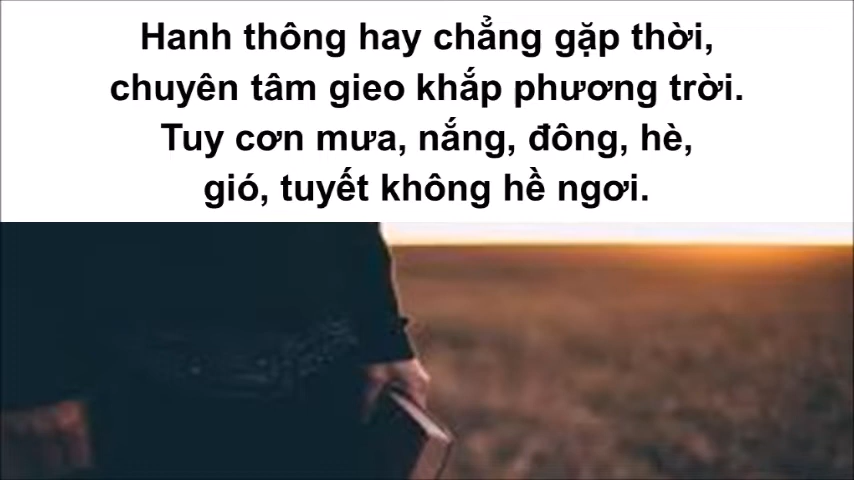 Hanh thông hay chẳng gặp thời,
chuyên tâm gieo khắp phương trời.
Tuy cơn mưa, nắng, đông, hè,
gió, tuyết không hề ngơi.